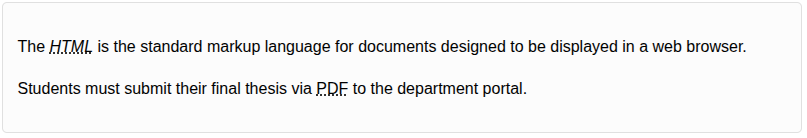 The HTML is the standard markup language for documents designed to be displayed in a web browser.
Students must submit their final thesis via PDF to the department portal.